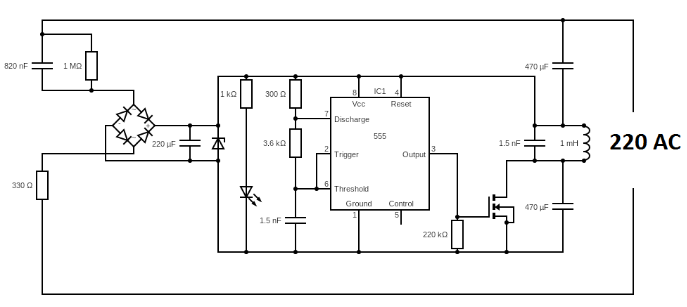 820 nF
1 MΩ
470 µF
1 kΩ
300 Ω
8
IC1
4
Vcc
Reset
7
Discharge
555
220 µF
3.6 kΩ
2
Trigger
Output
3
1.5 nF
1 mH
220 AC
330 Ω
6
Threshold
1.5 nF
Ground
Control
1
5
220 kΩ
470 µF